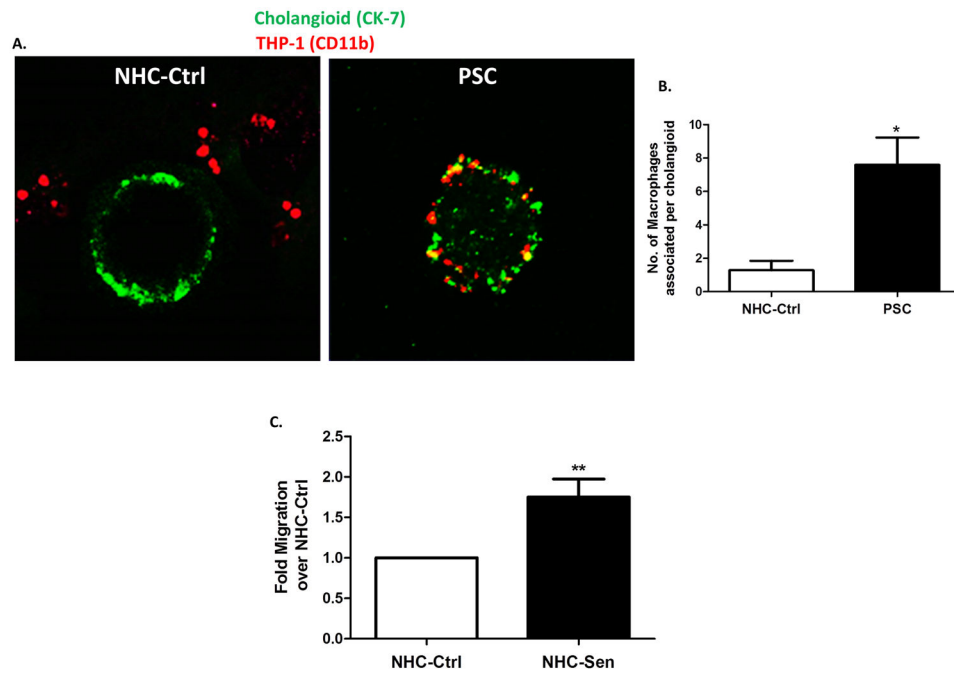 Cholangioid (CK-7)
THP-1 (CD11b)
A.
NHC-Ctrl
PSC
B.
No. of Macrophages
associated per cholangioid
10
8
6
4
2
0
*
NHC-Ctrl
PSC
C.
Fold Migration
over NHC-Ctrl
2.5
2.0
1.5
1.0
0.5
0.0
**
NHC-Ctrl
NHC-Sen